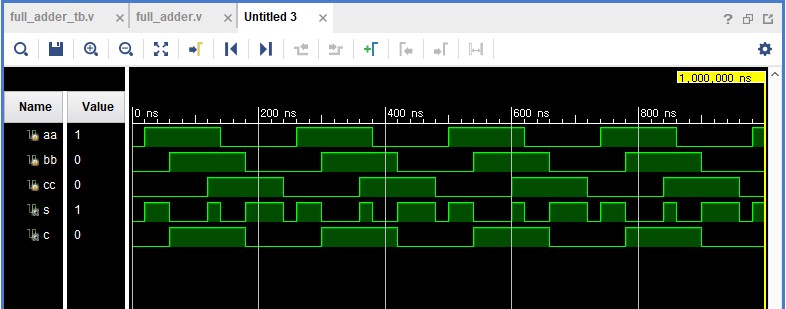 full_adder_tb.v × full_adder.v × Untitled 3 ×
1,000,000 ns
Name Value
0 ns 200 ns 400 ns 600 ns 800 ns
aa 1
bb 0
cc 0
s 1
c 0